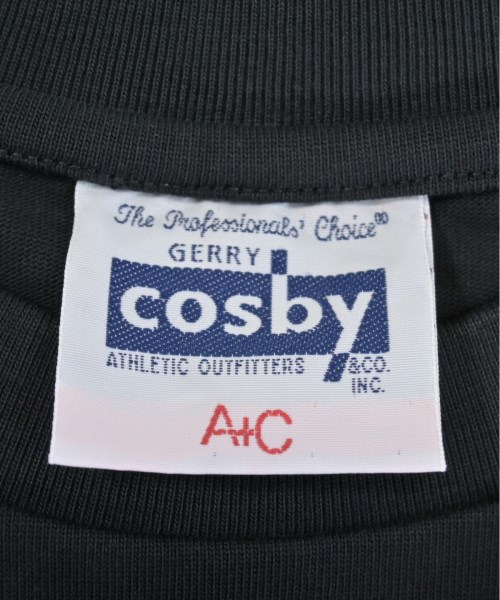 The Professionals' Choice®
GERRY
cosby
ATHLETIC OUTFITTERS &CO.
INC.
A+C